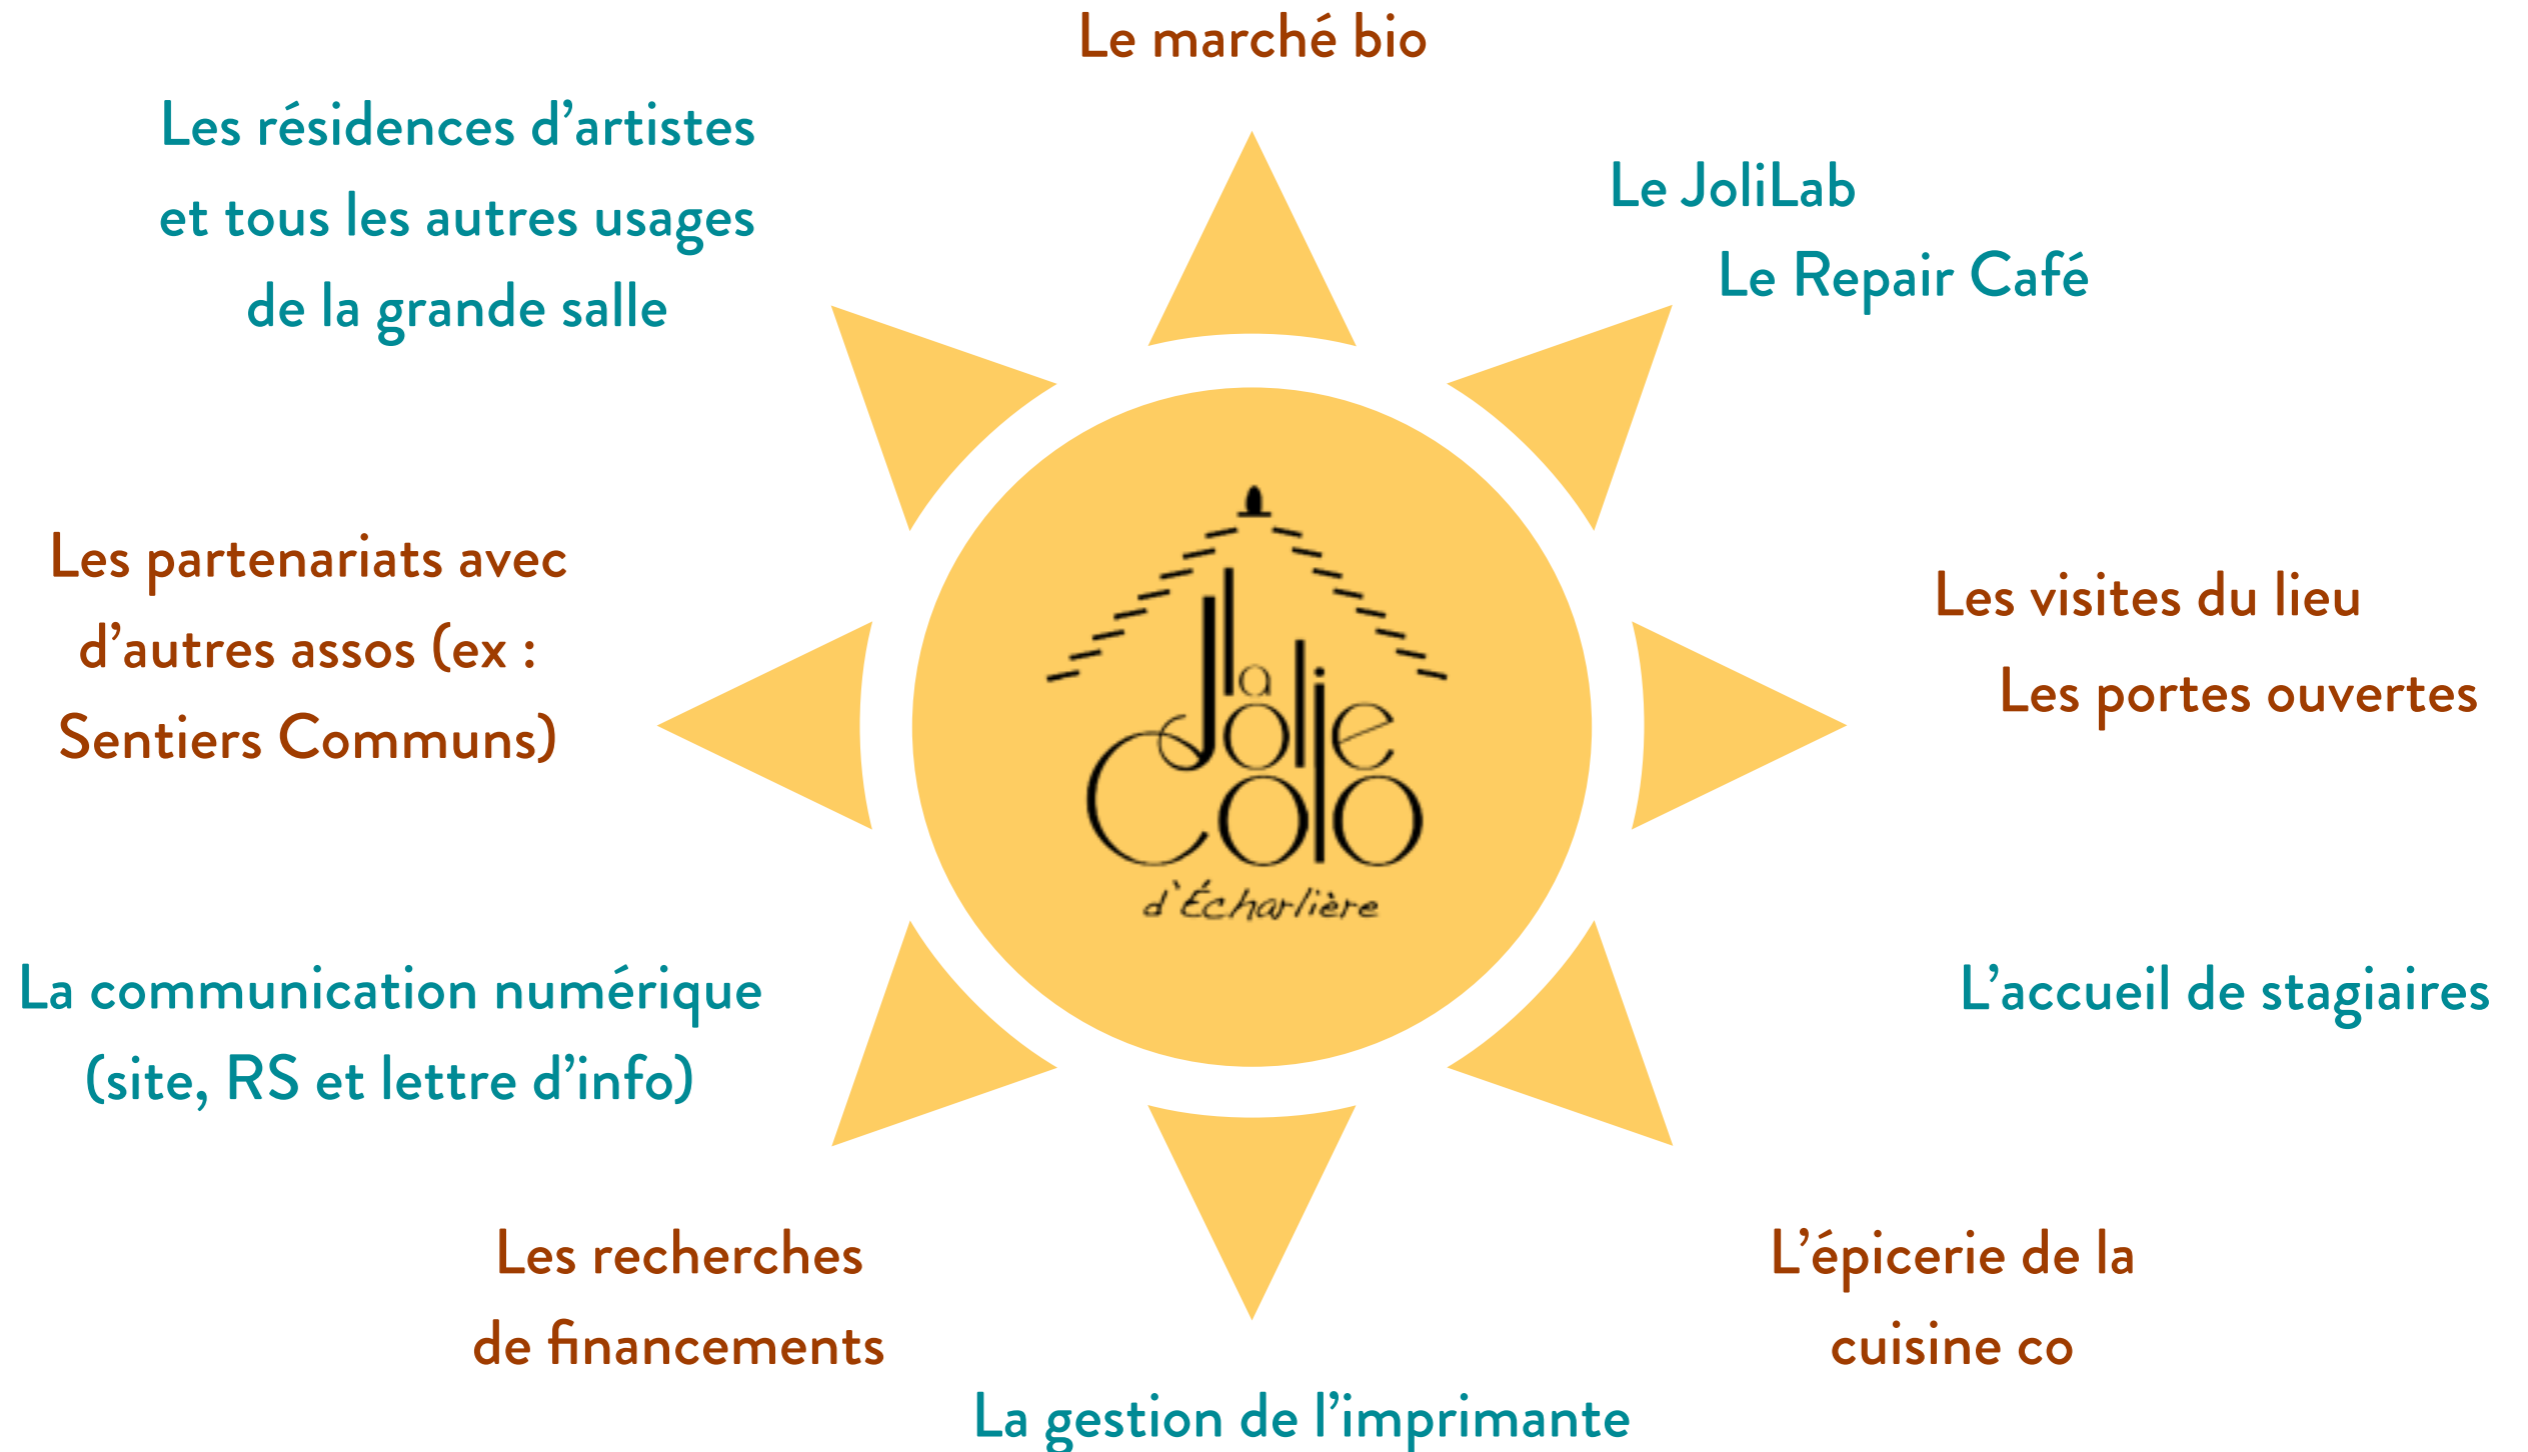 Le marché bio
Les résidences d’artistes
et tous les autres usages
de la grande salle
Le JoliLab
Le Repair Café
Les partenariats avec
d’autres assos (ex :
Sentiers Communs)
la
Jolie
Colo
d'Écharlière
Les visites du lieu
Les portes ouvertes
La communication numérique
(site, RS et lettre d’info)
L’accueil de stagiaires
Les recherches
de financements
L’épicerie de la
cuisine co
La gestion de l’imprimante